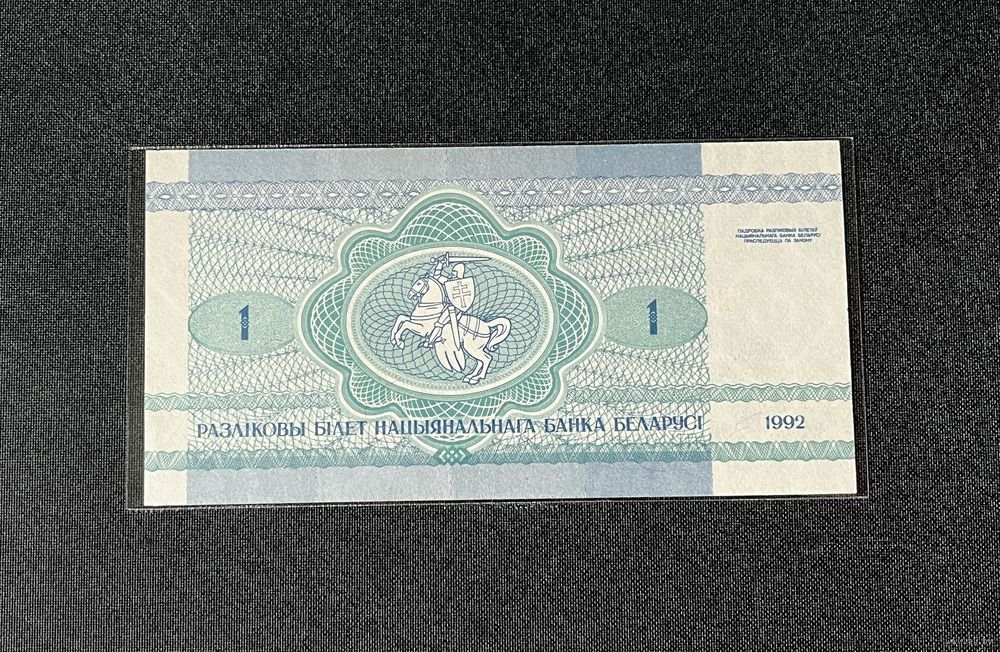 ПАДРОБКА РАЗЛІКОВЫХ БІЛЕТАЎ
НАЦЫЯНАЛЬНАГА БАНКА БЕЛАРУСІ
ПРАСЛЕДУЕЦЦА ПА ЗАКОНУ
1
1
РАЗЛІКОВЫ БІЛЕТ НАЦЫЯНАЛЬНАГА БАНКА БЕЛАРУСІ 1992